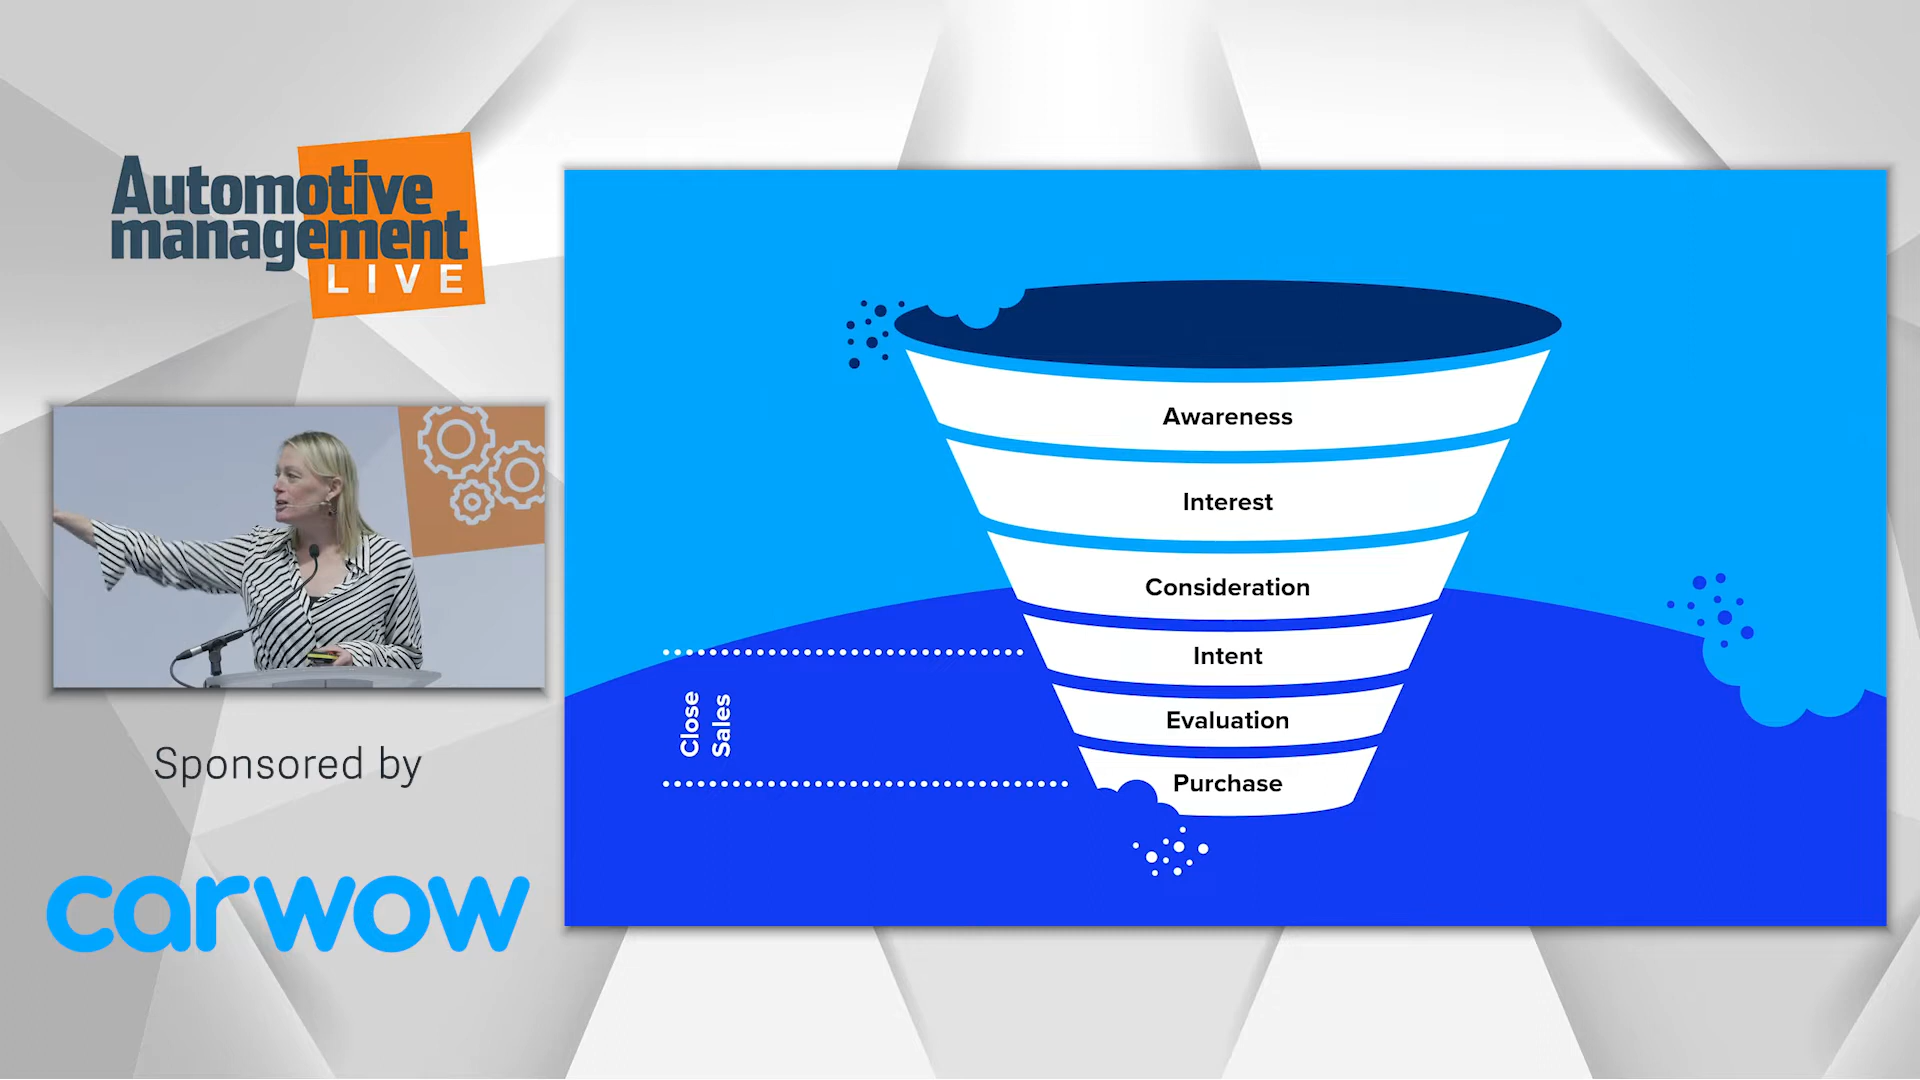 Automotive
management
LIVE
Sponsored by
carwow
Awareness
Interest
Consideration
Intent
Evaluation
Purchase
Close
Sales